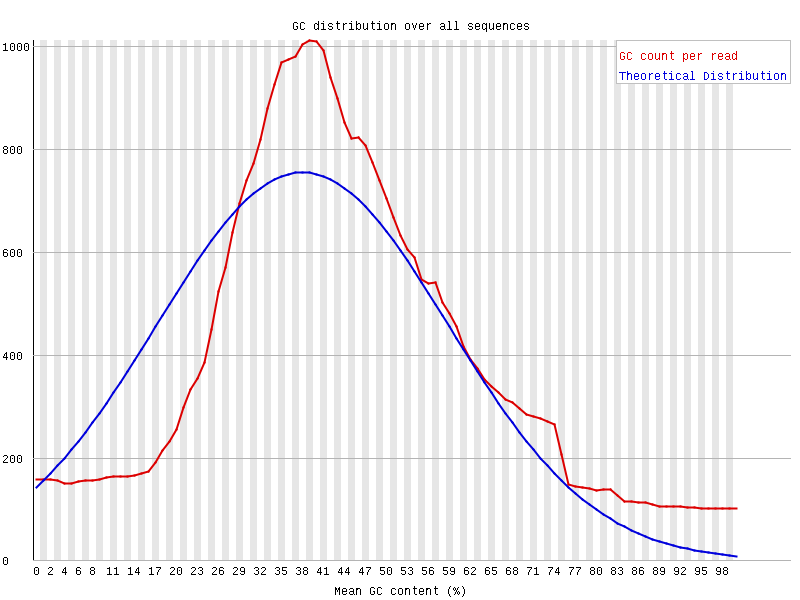 GC distribution over all sequences
GC count per read
Theoretical Distribution
1000
800
600
400
200
0
0 2 4 6 8 11 14 17 20 23 26 29 32 35 38 41 44 47 50 53 56 59 62 65 68 71 74 77 80 83 86 89 92 95 98
Mean GC content (%)